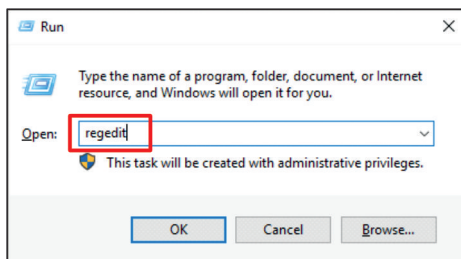 Run
Type the name of a program, folder, document, or Internet
resource, and Windows will open it for you.
Open: regedit
This task will be created with administrative privileges.
OK Cancel Browse...